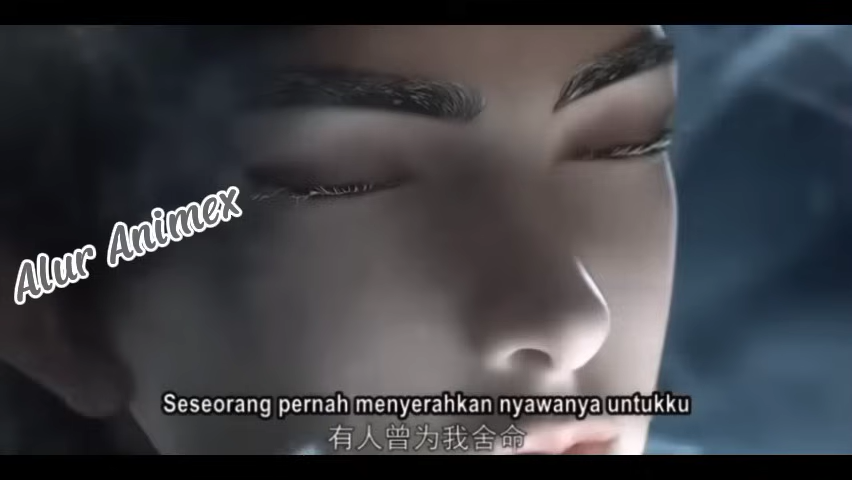 Alur Animex
Seseorang pernah menyerahkan nyawanya untukku
有人曾为我舍命